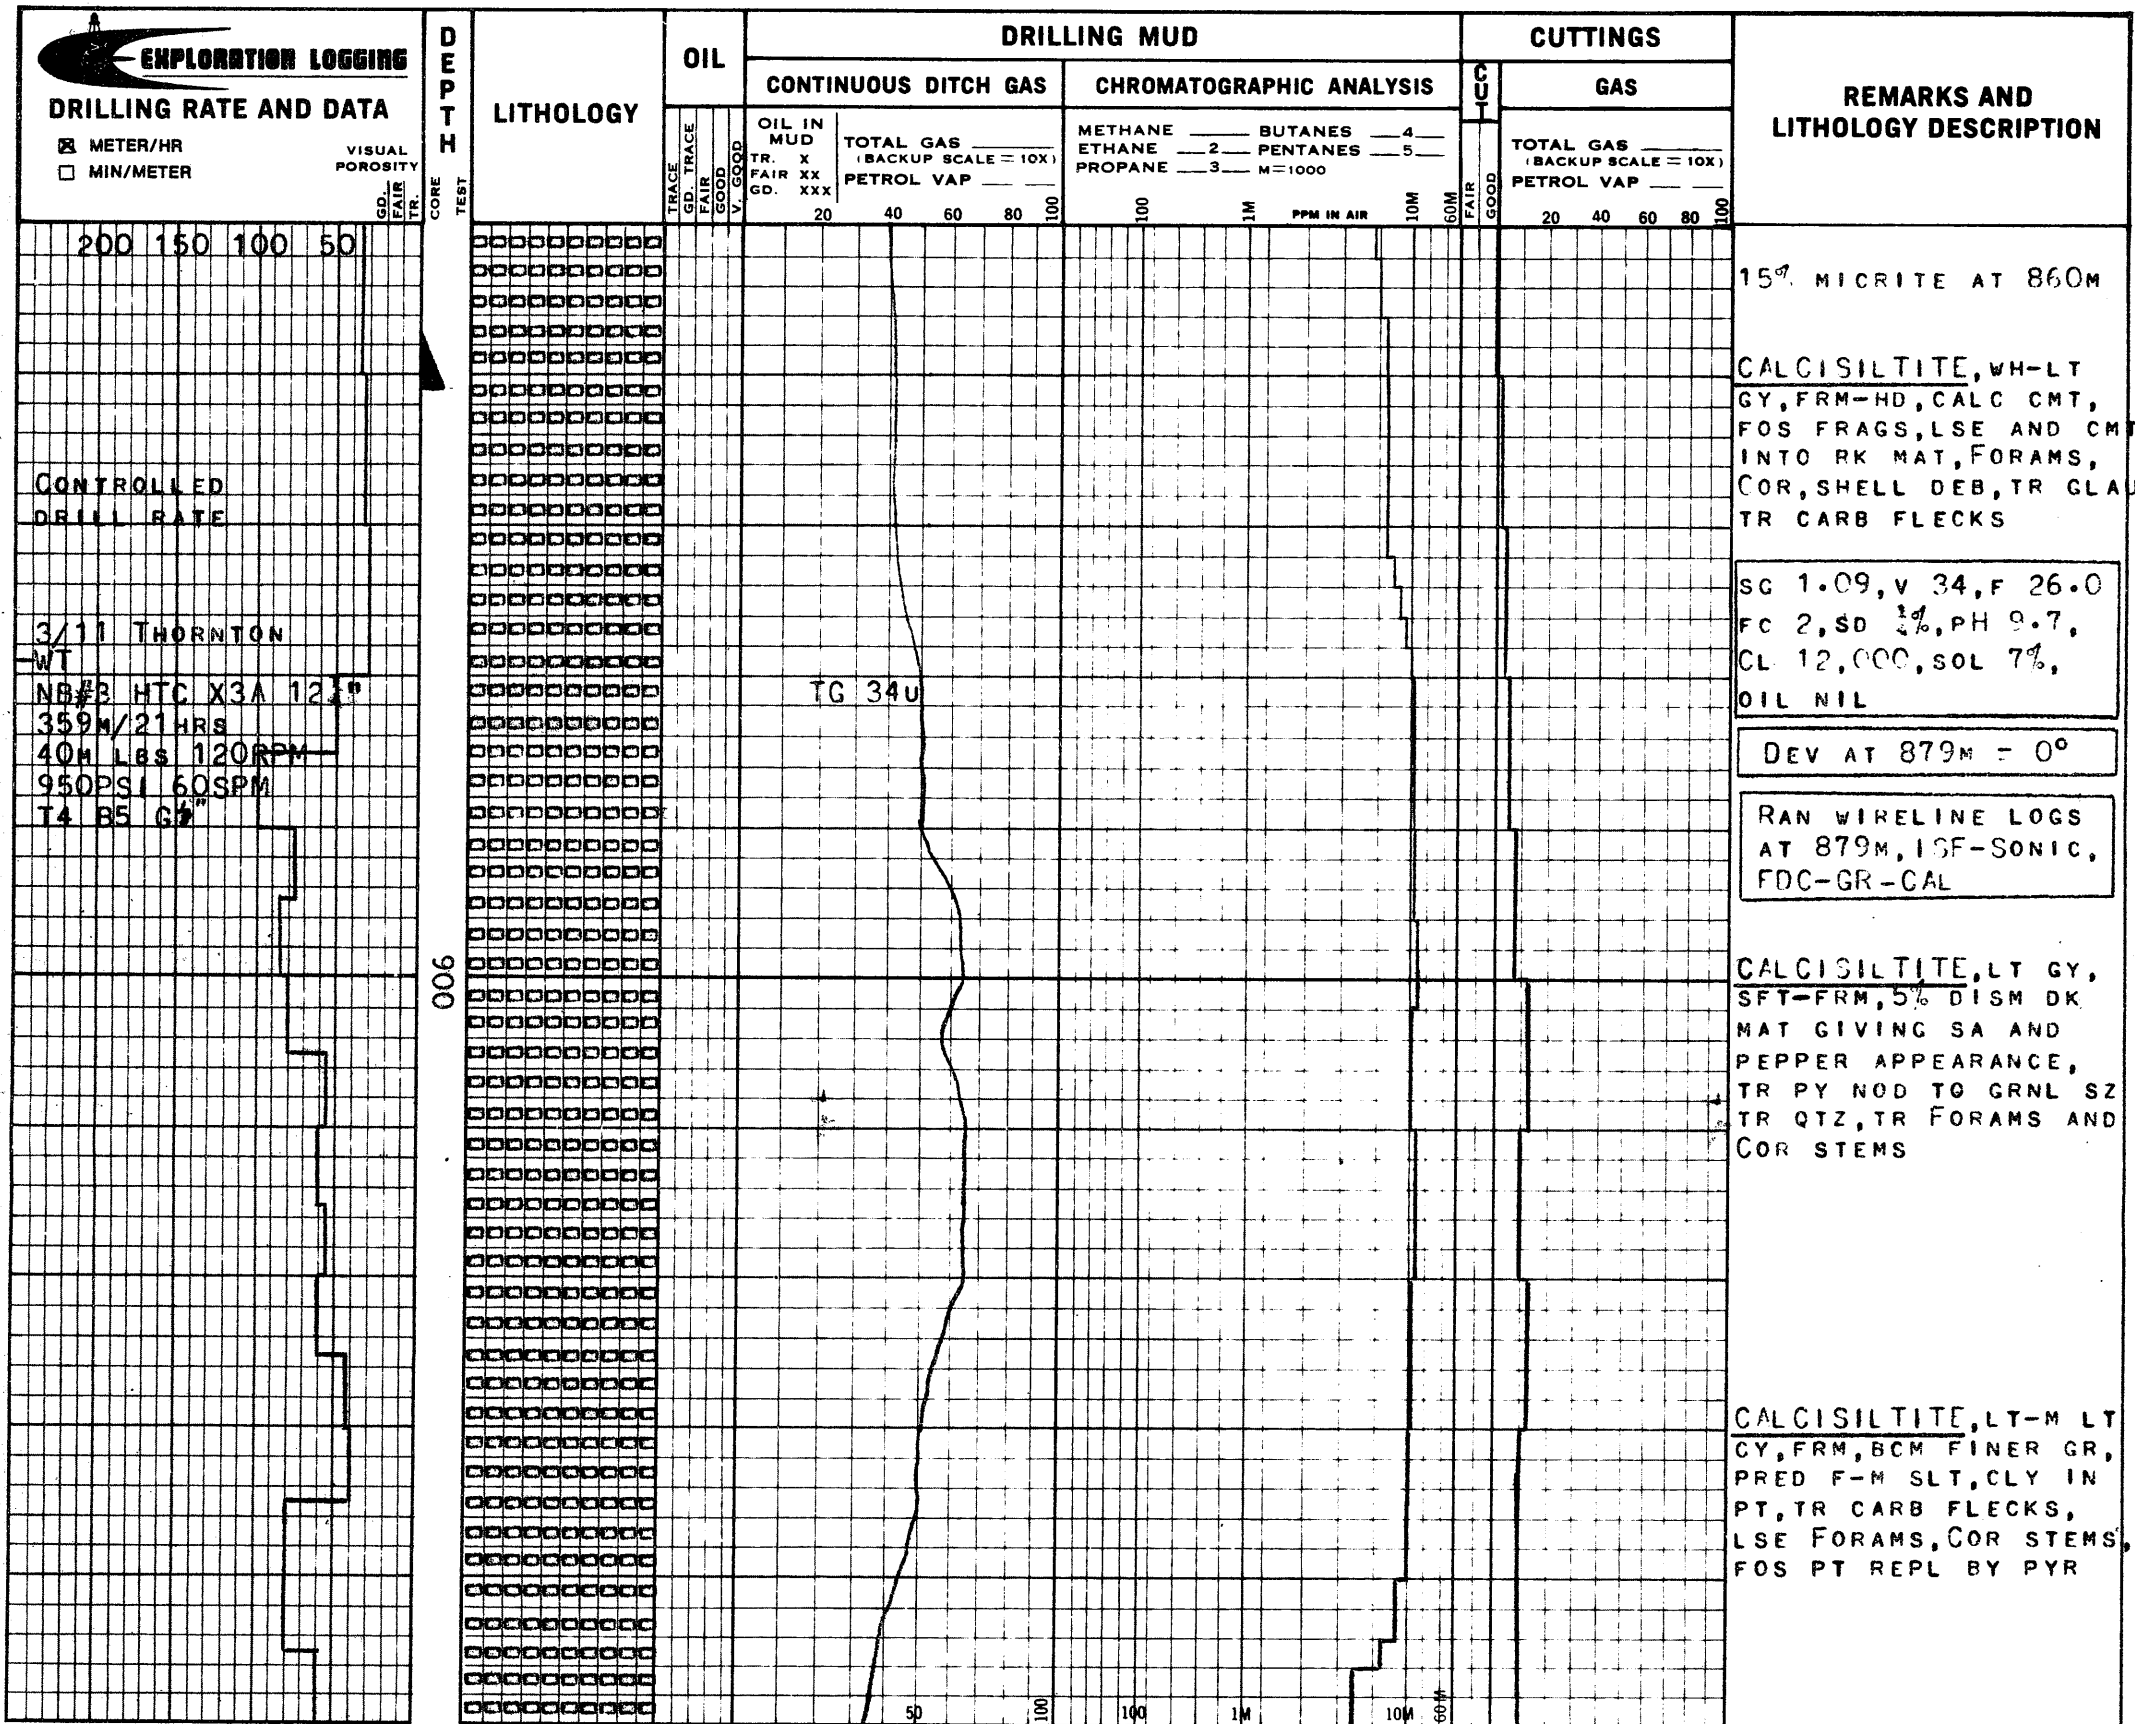 EXPLORATION LOGGING
DRILLING RATE AND DATA
METER/HR
MIN/METER
VISUAL
POROSITY
GD.
FAIR
TR.
DEPTH
CORE
TEST
LITHOLOGY
OIL
TRACE
GD. TRACE
FAIR
GOOD
V. GOOD
DRILLING MUD
CONTINUOUS DITCH GAS
OIL IN
MUD
TR. X
FAIR XX
GD. XXX
TOTAL GAS
(BACKUP SCALE = 10X)
PETROL VAP
20 40 60 80 100
CHROMATOGRAPHIC ANALYSIS
METHANE BUTANES 4
ETHANE 2 PENTANES 5
PROPANE 3 M=1000
100 1M PPM IN AIR 10M 60M
CUTTINGS
CUT
FAIR
GOOD
GAS
TOTAL GAS
(BACKUP SCALE = 10X)
PETROL VAP
20 40 60 80 100
REMARKS AND
LITHOLOGY DESCRIPTION
200 150 100 50
CONTROLLED
DRILL RATE
3/11 THORNTON
WT
NB#3 HTC X3A 12¼"
359M/21HRS
40M LBS 120RPM
950PSI 60SPM
T4 B5
900
TG 34U
15% MICRITE AT 860M
CALCISILTITE, WH-LT
GY, FRM-HD, CALC CMT,
FOS FRAGS, LSE AND CMT
INTO RK MAT, FORAMS,
COR, SHELL DEB, TR GLAU
TR CARB FLECKS
SG 1.09, V 34, F 26.0
FC 2, SD ½%, PH 9.7,
CL 12,000, SOL 7%,
OIL NIL
DEV AT 879M = 0°
RAN WIRELINE LOGS
AT 879M, ISF-SONIC,
FDC-GR-CAL
CALCISILTITE, LT GY,
SFT-FRM, 5% DISM DK
MAT GIVING SA AND
PEPPER APPEARANCE,
TR PY NOD TO GRNL SZ
TR QTZ, TR FORAMS AND
COR STEMS
CALCISILTITE, LT-M LT
GY, FRM, BCM FINER GR,
PRED F-M SLT, CLY IN
PT, TR CARB FLECKS,
LSE FORAMS, COR STEMS,
FOS PT REPL BY PYR
50 100 100 1M 10M 60M